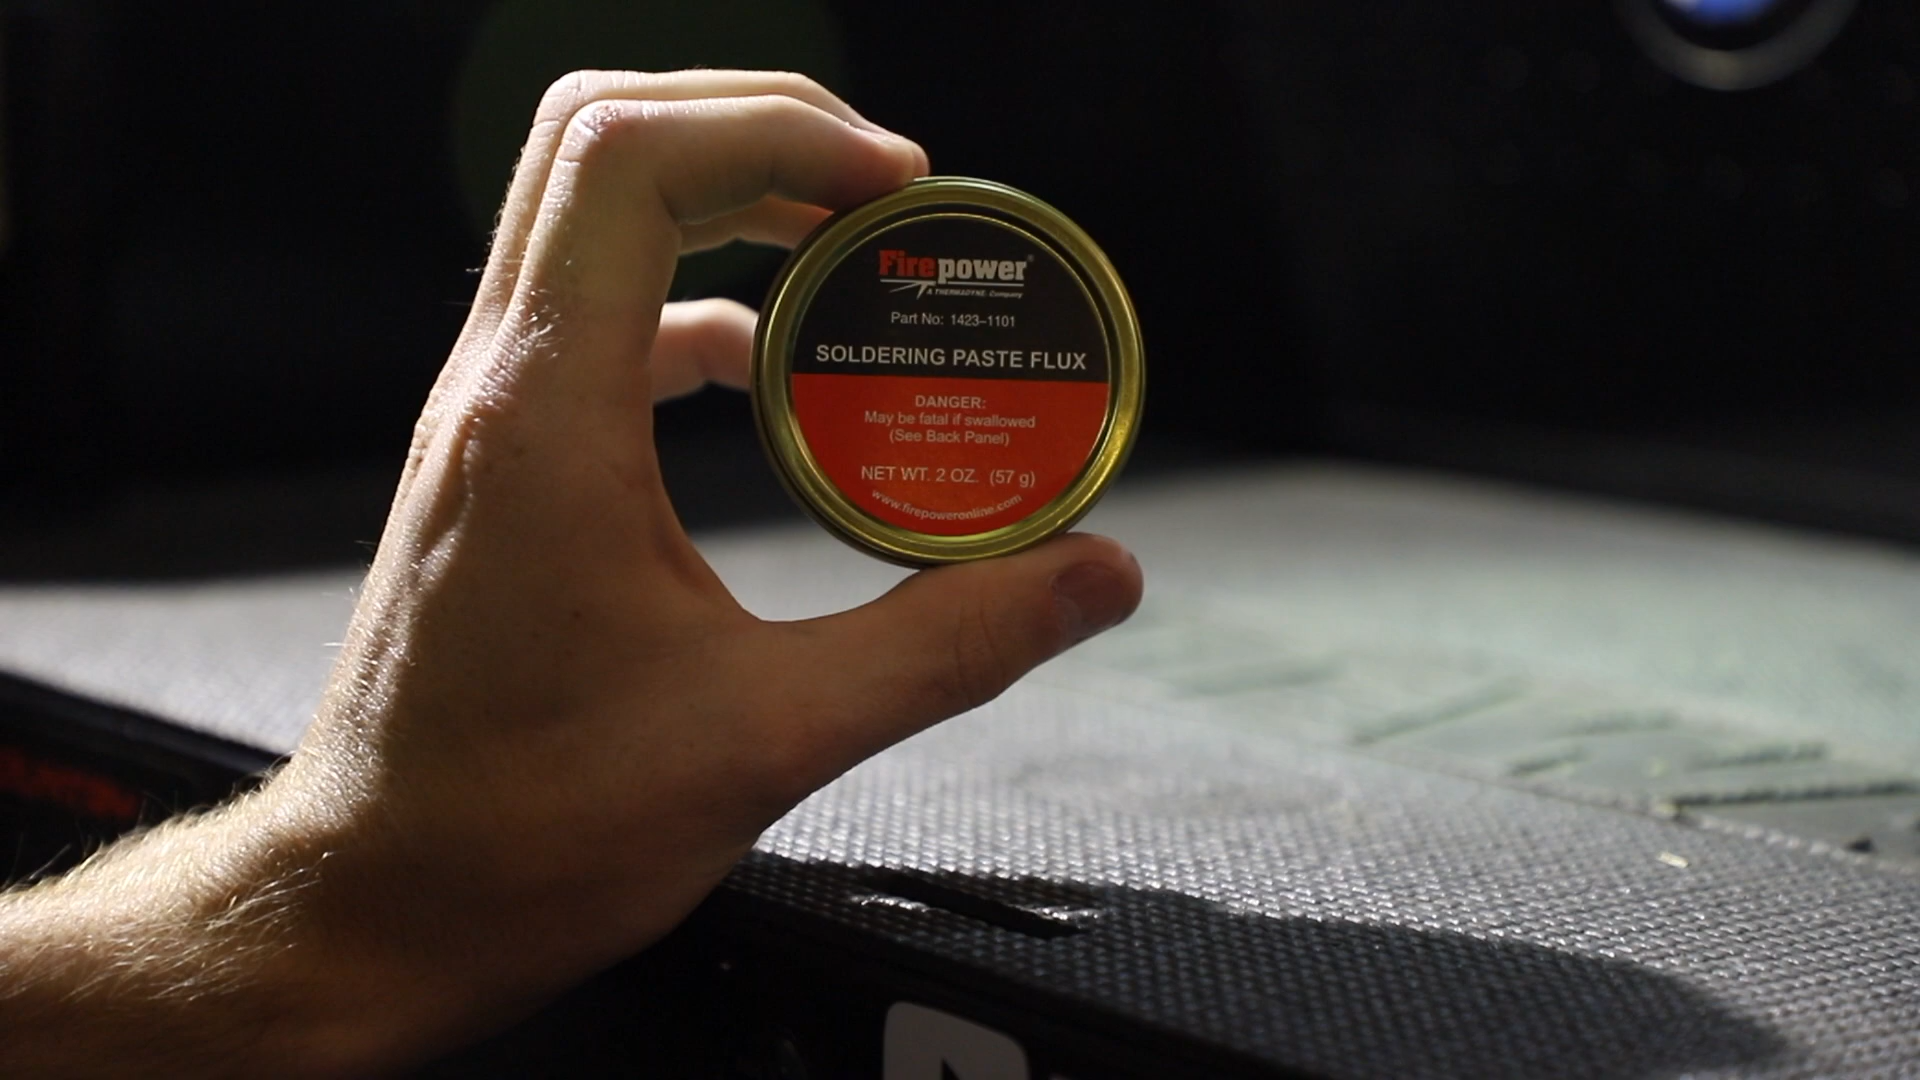 Firepower®
A THERMADYNE® Company
Part No: 1423–1101
SOLDERING PASTE FLUX
DANGER:
May be fatal if swallowed
(See Back Panel)
NET WT. 2 OZ. (57 g)
www.firepoweronline.com